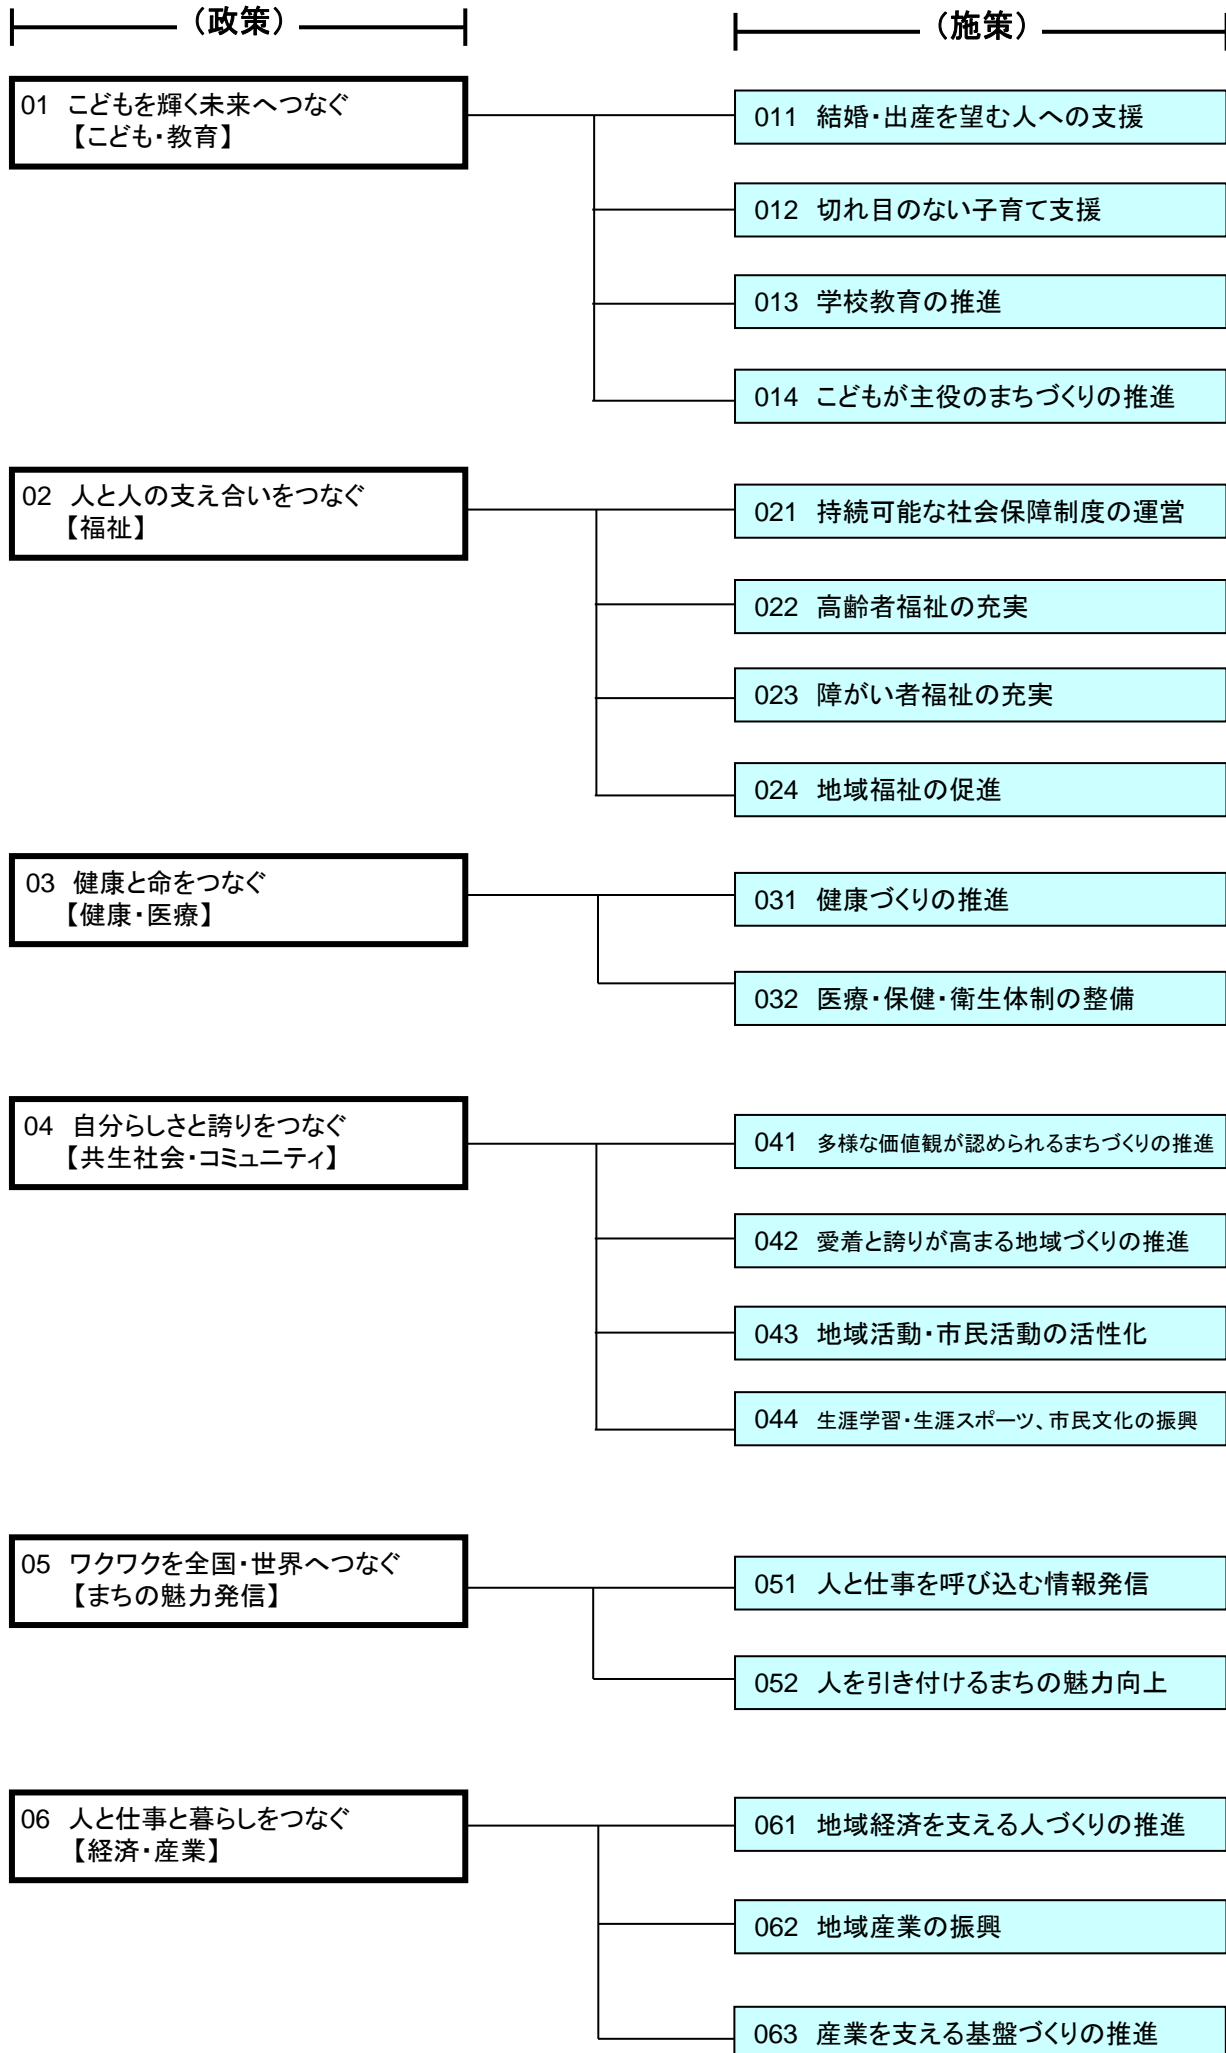 （政策）
（施策）
01 こどもを輝く未来へつなぐ
【こども・教育】
011 結婚・出産を望む人への支援
012 切れ目のない子育て支援
013 学校教育の推進
014 こどもが主役のまちづくりの推進
02 人と人の支え合いをつなぐ
【福祉】
021 持続可能な社会保障制度の運営
022 高齢者福祉の充実
023 障がい者福祉の充実
024 地域福祉の促進
03 健康と命をつなぐ
【健康・医療】
031 健康づくりの推進
032 医療・保健・衛生体制の整備
04 自分らしさと誇りをつなぐ
【共生社会・コミュニティ】
041 多様な価値観が認められるまちづくりの推進
042 愛着と誇りが高まる地域づくりの推進
043 地域活動・市民活動の活性化
044 生涯学習・生涯スポーツ、市民文化の振興
05 ワクワクを全国・世界へつなぐ
【まちの魅力発信】
051 人と仕事を呼び込む情報発信
052 人を引き付けるまちの魅力向上
06 人と仕事と暮らしをつなぐ
【経済・産業】
061 地域経済を支える人づくりの推進
062 地域産業の振興
063 産業を支える基盤づくりの推進